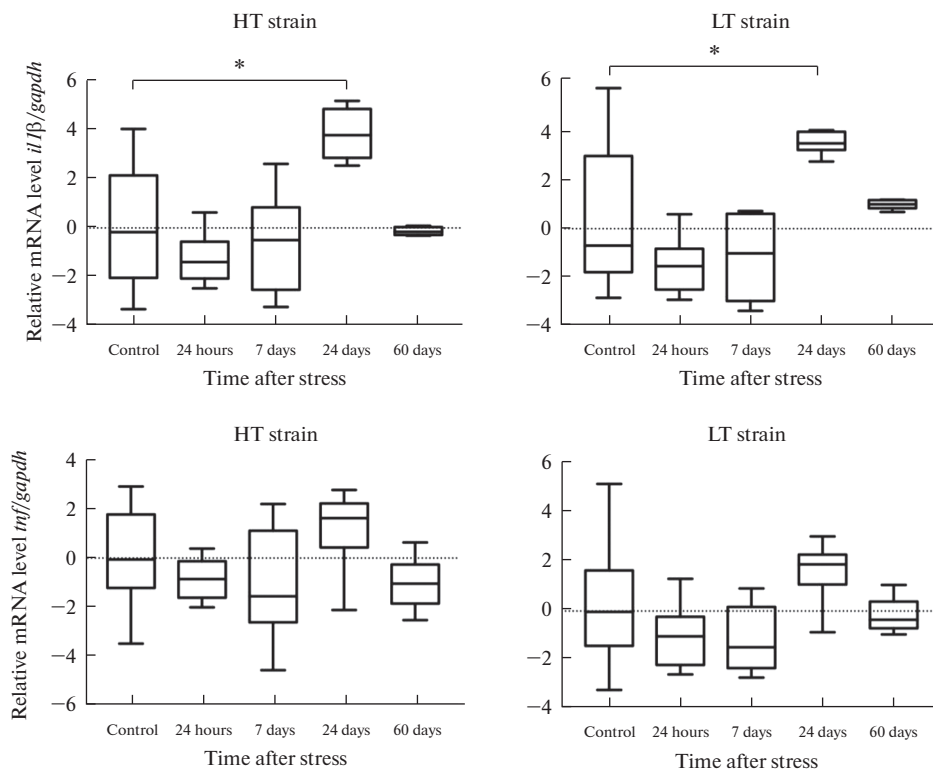 HT strain
Relative mRNA level il1β/gapdh
*
6
4
2
0
−2
−4
Control 24 hours 7 days 24 days 60 days
Time after stress
LT strain
*
6
4
2
0
−2
−4
Control 24 hours 7 days 24 days 60 days
Time after stress
HT strain
Relative mRNA level tnf/gapdh
4
2
0
−2
−4
−6
Control 24 hours 7 days 24 days 60 days
Time after stress
LT strain
6
4
2
0
−2
−4
Control 24 hours 7 days 24 days 60 days
Time after stress